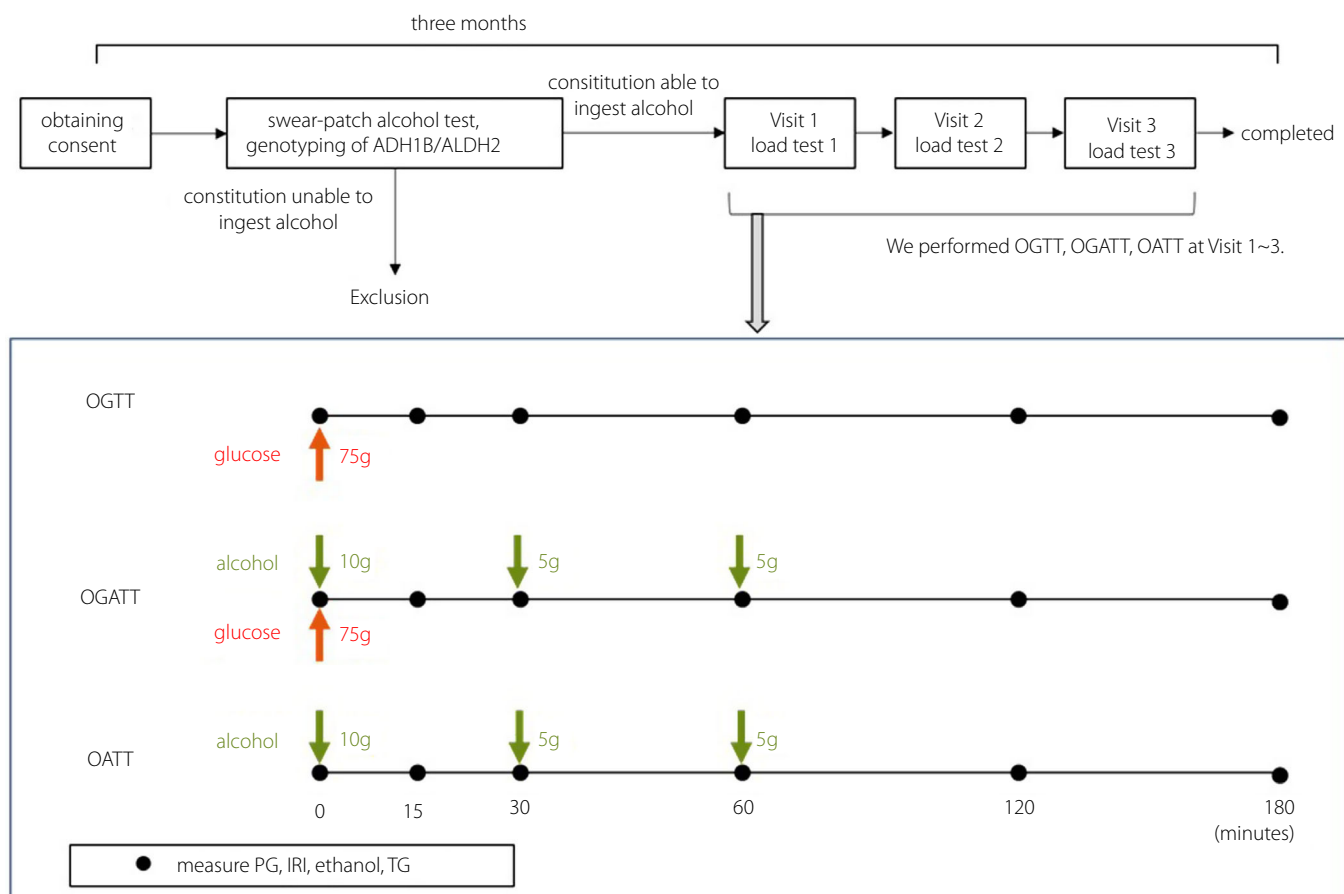 three months
obtaining
consent
swear-patch alcohol test,
genotyping of ADH1B/ALDH2
consititution able to
ingest alcohol
Visit 1
load test 1
Visit 2
load test 2
Visit 3
load test 3
completed
constitution unable to
ingest alcohol
Exclusion
We performed OGTT, OGATT, OATT at Visit 1~3.
OGTT
glucose 75g
alcohol 10g 5g 5g
OGATT
glucose 75g
alcohol 10g 5g 5g
OATT
0 15 30 60 120 180
(minutes)
measure PG, IRI, ethanol, TG